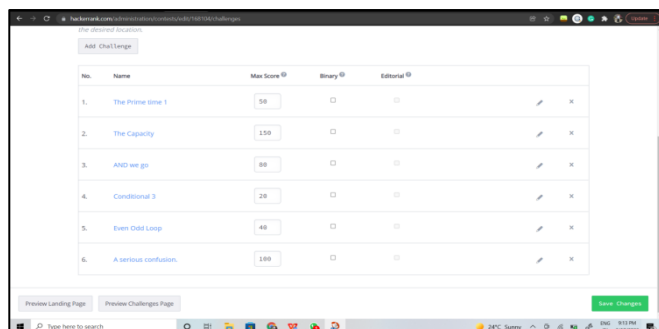 hackerrank.com/administration/contests/edit/168104/challenges
Update
the desired location.
Add Challenge
No. Name Max Score Binary Editorial
1. The Prime time 1 50
2. The Capacity 150
3. AND we go 80
4. Conditional 3 20
5. Even Odd Loop 40
6. A serious confusion. 100
Preview Landing Page Preview Challenges Page Save Changes
Type here to search 24°C Sunny ENG 9:13 PM